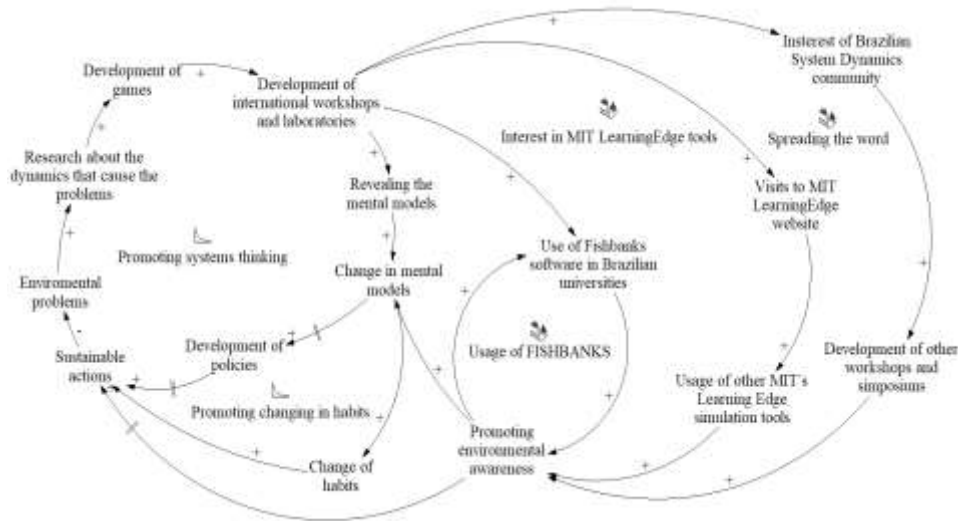 Insterest of Brazilian
System Dynamics
community
Development of
games
Development of
international workshops
and laboratories
Interest in MIT LearningEdge tools
Spreading the word
Research about the
dynamics that cause the
problems
Revealing the
mental models
Visits to MIT
LearningEdge
website
Promoting systems thinking
Use of Fishbanks
software in Brazilian
universities
Enviromental
problems
Change in mental
models
Sustainable
actions
Development of
policies
Usage of FISHBANKS
Development of other
workshops and
simposiums
Promoting changing in habits
Usage of other MIT's
Learning Edge
simulation tools
Promoting
environmental
awareness
Change of
habits